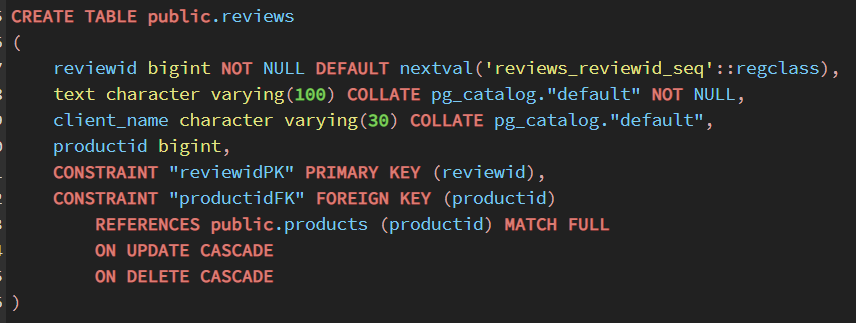 CREATE TABLE public.reviews
(
    reviewid bigint NOT NULL DEFAULT nextval('reviews_reviewid_seq'::regclass),
    text character varying(100) COLLATE pg_catalog."default" NOT NULL,
    client_name character varying(30) COLLATE pg_catalog."default",
    productid bigint,
    CONSTRAINT "reviewidPK" PRIMARY KEY (reviewid),
    CONSTRAINT "productidFK" FOREIGN KEY (productid)
        REFERENCES public.products (productid) MATCH FULL
        ON UPDATE CASCADE
        ON DELETE CASCADE
)